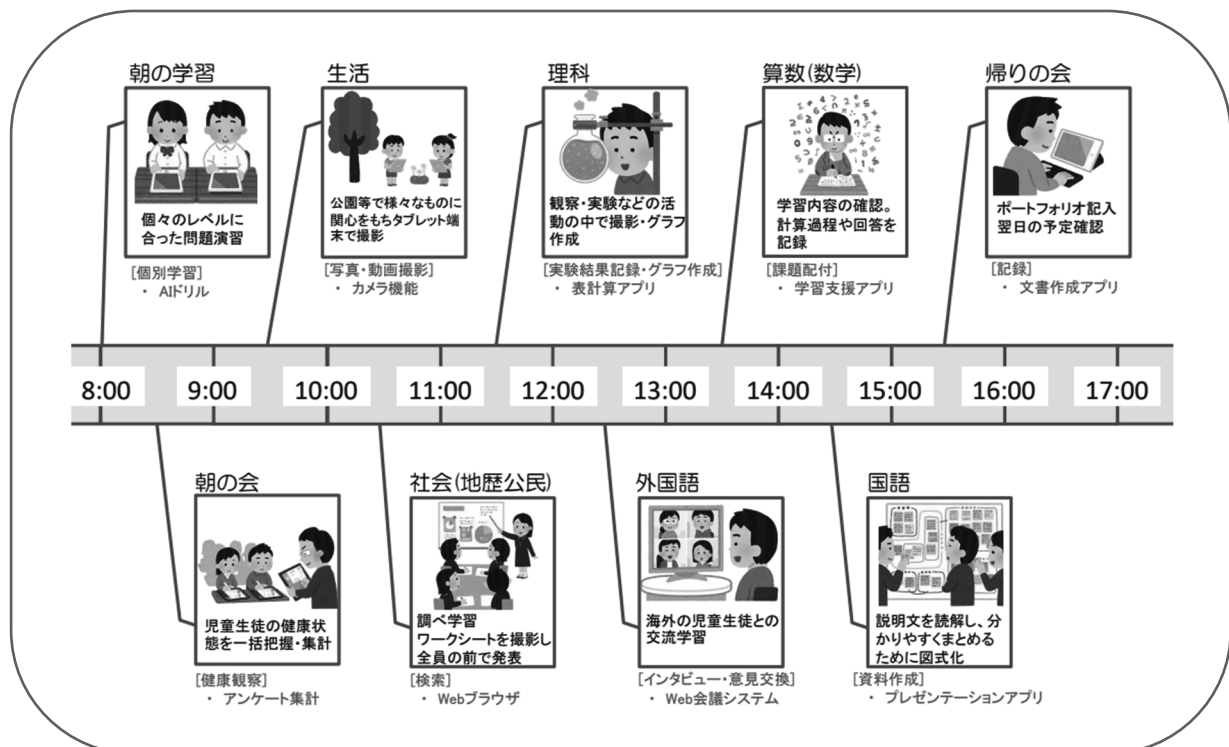 朝の学習
個々のレベルに
合った問題演習
[個別学習]
・ AIドリル
生活
公園等で様々なものに
関心をもちタブレット端
末で撮影
[写真・動画撮影]
・ カメラ機能
理科
観察・実験などの活
動の中で撮影・グラフ
作成
[実験結果記録・グラフ作成]
・ 表計算アプリ
算数(数学)
学習内容の確認。
計算過程や回答を
記録
[課題配付]
・ 学習支援アプリ
帰りの会
ポートフォリオ記入
翌日の予定確認
[記録]
・ 文書作成アプリ
8:00 9:00 10:00 11:00 12:00 13:00 14:00 15:00 16:00 17:00
朝の会
児童生徒の健康状
態を一括把握・集計
[健康観察]
・ アンケート集計
社会(地歴公民)
調べ学習
ワークシートを撮影し
全員の前で発表
[検索]
・ Webブラウザ
外国語
海外の児童生徒との
交流学習
[インタビュー・意見交換]
・ Web会議システム
国語
説明文を読解し、分
かりやすくまとめる
ために図式化
[資料作成]
・ プレゼンテーションアプリ